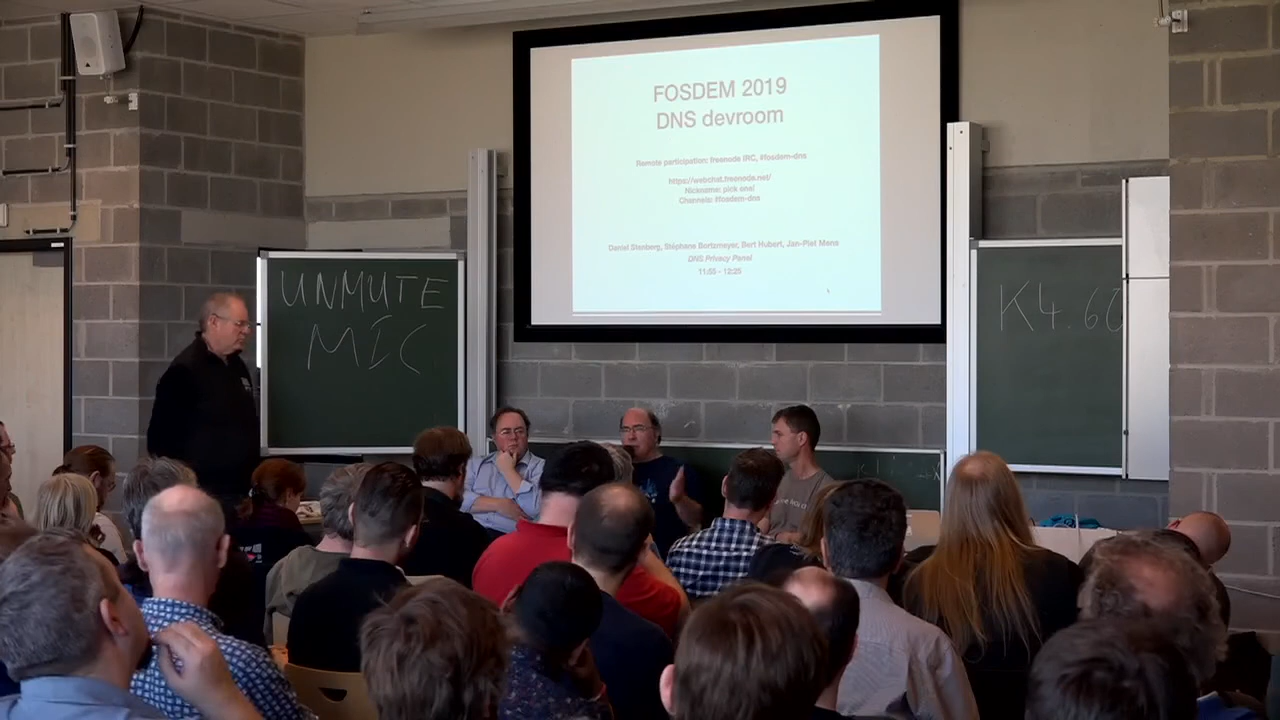 FOSDEM 2019
DNS devroom
Remote participation: freenode IRC, #fosdem-dns
https://webchat.freenode.net/
Nickname: pick one!
Channels: #fosdem-dns
Daniel Stenberg, Stéphane Bortzmeyer, Bert Hubert, Jan-Piet Mens
DNS Privacy Panel
11:55 - 12:25
UNMUTE
MIC
K4.60